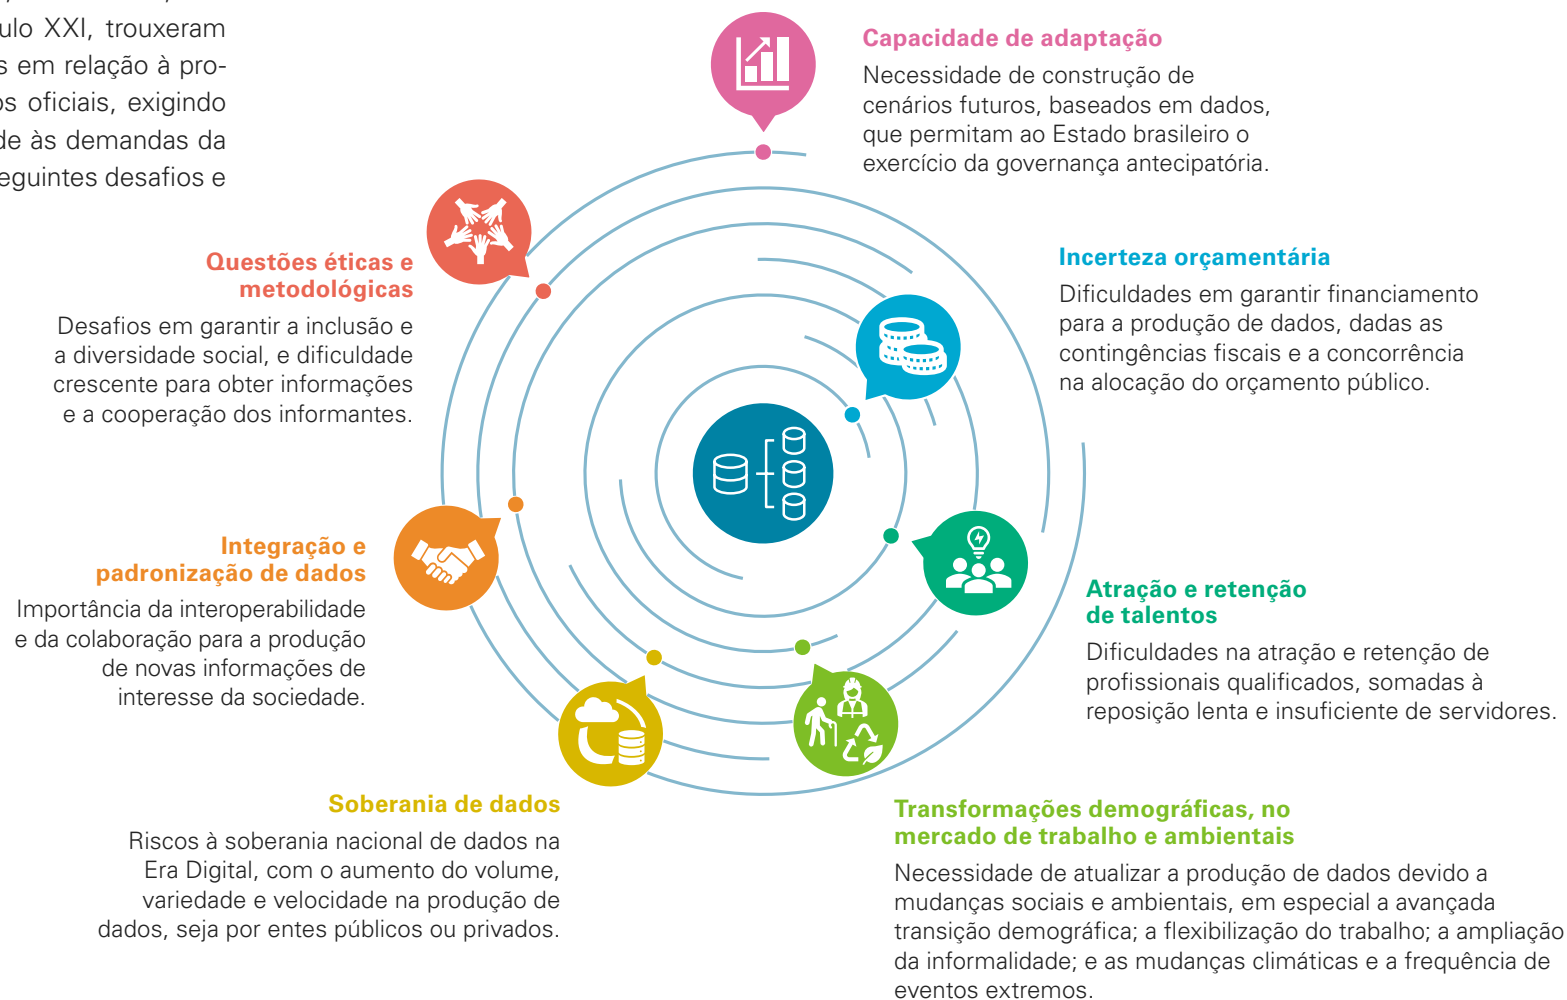 ulo XXI, trouxeram
s em relação à pro-
os oficiais, exigindo
de às demandas da
eguintes desafios e
Capacidade de adaptação
Necessidade de construção de
cenários futuros, baseados em dados,
que permitam ao Estado brasileiro o
exercício da governança antecipatória.
Questões éticas e
metodológicas
Desafios em garantir a inclusão e
a diversidade social, e dificuldade
crescente para obter informações
e a cooperação dos informantes.
Incerteza orçamentária
Dificuldades em garantir financiamento
para a produção de dados, dadas as
contingências fiscais e a concorrência
na alocação do orçamento público.
Integração e
padronização de dados
Importância da interoperabilidade
e da colaboração para a produção
de novas informações de
interesse da sociedade.
Atração e retenção
de talentos
Dificuldades na atração e retenção de
profissionais qualificados, somadas à
reposição lenta e insuficiente de servidores.
Soberania de dados
Riscos à soberania nacional de dados na
Era Digital, com o aumento do volume,
variedade e velocidade na produção de
dados, seja por entes públicos ou privados.
Transformações demográficas, no
mercado de trabalho e ambientais
Necessidade de atualizar a produção de dados devido a
mudanças sociais e ambientais, em especial a avançada
transição demográfica; a flexibilização do trabalho; a ampliação
da informalidade; e as mudanças climáticas e a frequência de
eventos extremos.